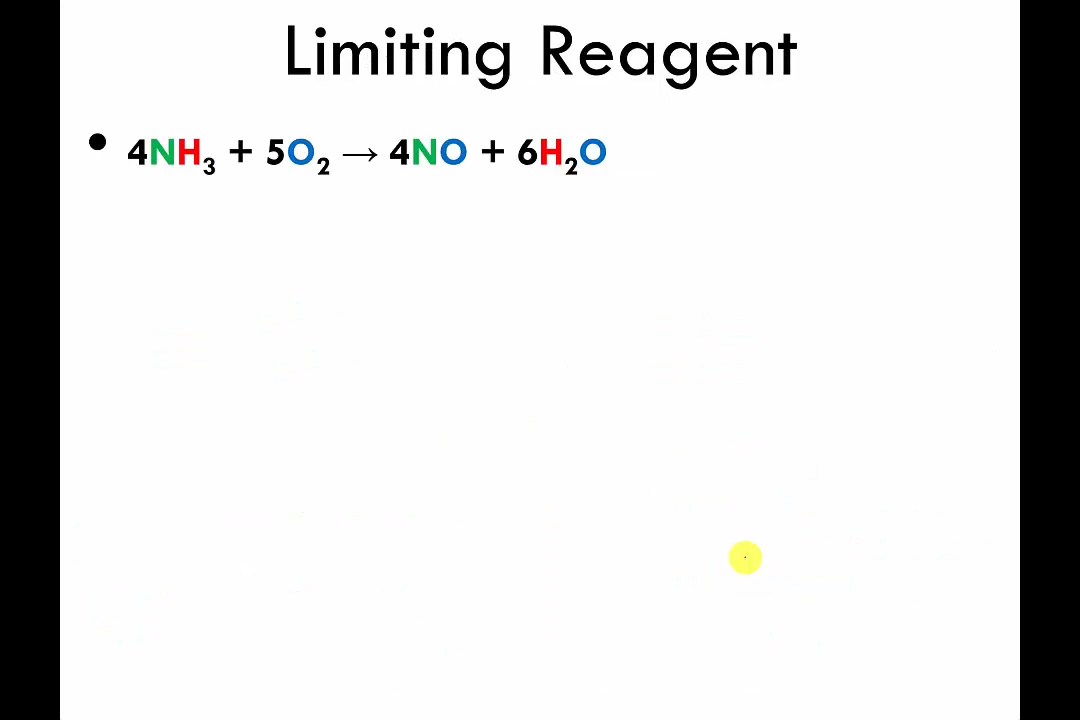 Limiting Reagent
• 4NH₃ + 5O₂ → 4NO + 6H₂O